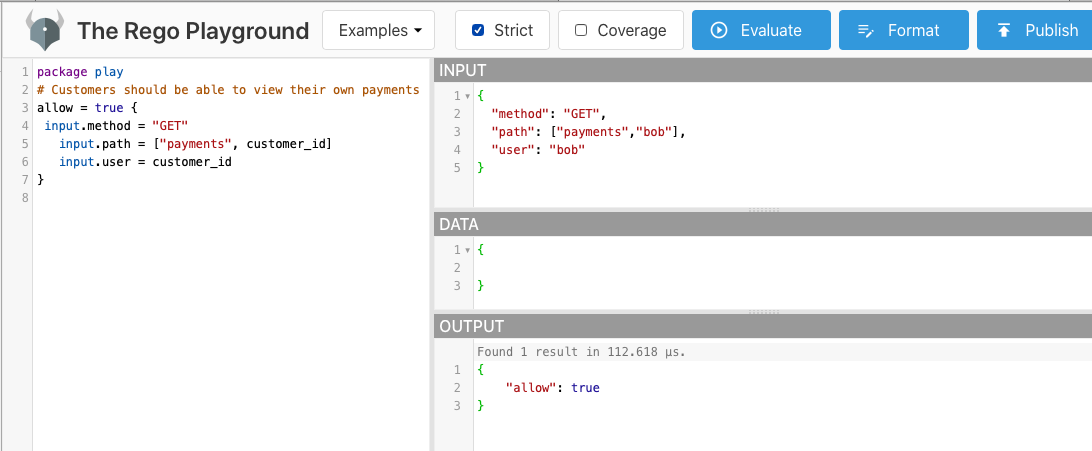 The Rego Playground Examples Strict Coverage Evaluate Format Publish
1 package play
2 # Customers should be able to view their own payments
3 allow = true {
4 input.method = "GET"
5 input.path = ["payments", customer_id]
6 input.user = customer_id
7 }
8
INPUT
1 {
2 "method": "GET",
3 "path": ["payments","bob"],
4 "user": "bob"
5 }
DATA
1 {
2
3 }
OUTPUT
Found 1 result in 112.618 µs.
1 {
2 "allow": true
3 }